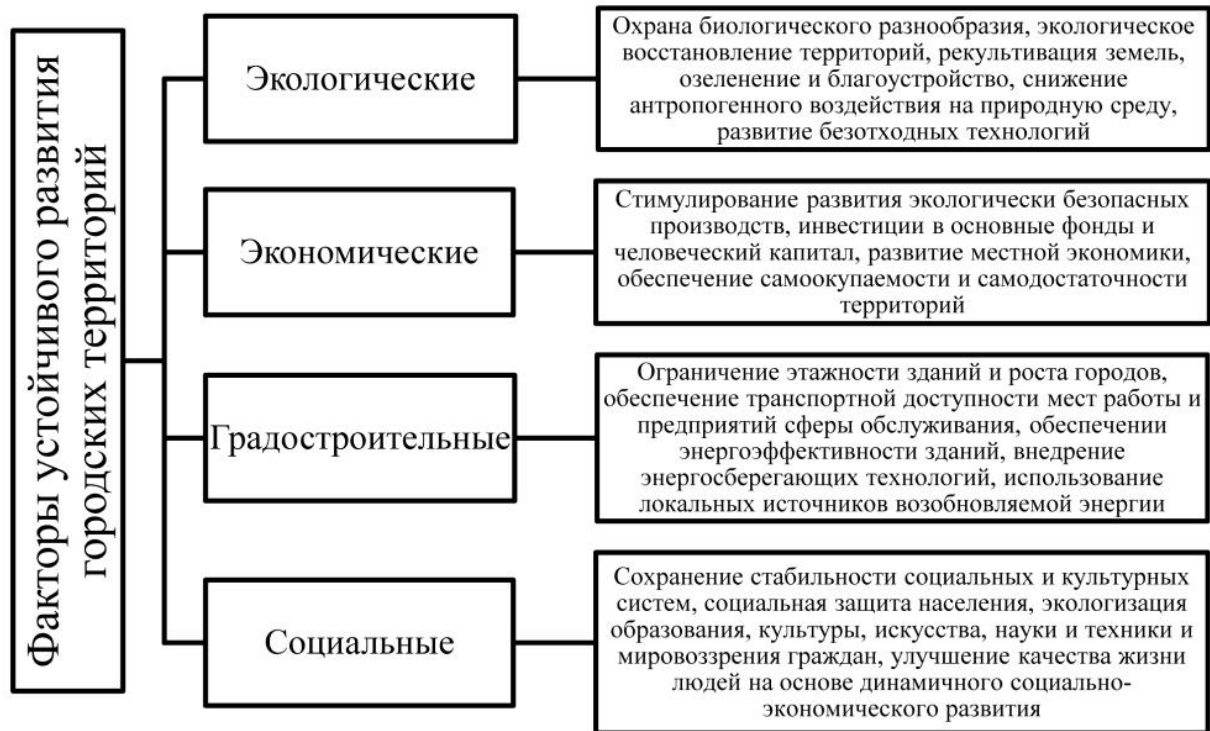 Факторы устойчивого развития
городских территорий
Экологические
Охрана биологического разнообразия, экологическое
восстановление территорий, рекультивация земель,
озеленение и благоустройство, снижение
антропогенного воздействия на природную среду,
развитие безотходных технологий
Экономические
Стимулирование развития экологически безопасных
производств, инвестиции в основные фонды и
человеческий капитал, развитие местной экономики,
обеспечение самоокупаемости и самодостаточности
территорий
Градостроительные
Ограничение этажности зданий и роста городов,
обеспечение транспортной доступности мест работы и
предприятий сферы обслуживания, обеспечении
энергоэффективности зданий, внедрение
энергосберегающих технологий, использование
локальных источников возобновляемой энергии
Социальные
Сохранение стабильности социальных и культурных
систем, социальная защита населения, экологизация
образования, культуры, искусства, науки и техники и
мировоззрения граждан, улучшение качества жизни
людей на основе динамичного социально-
экономического развития